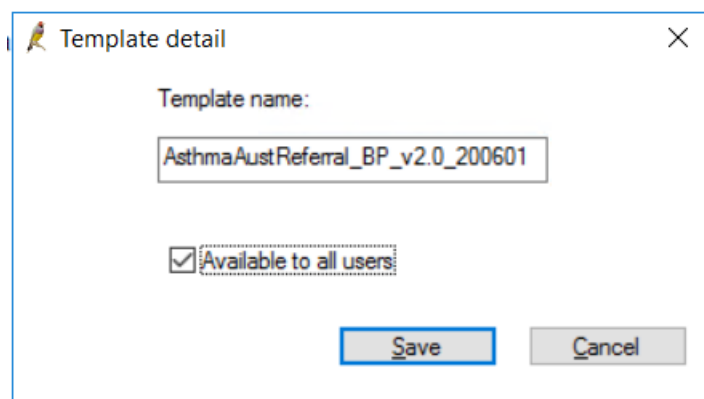 Template detail
Template name:
AsthmaAustReferral_BP_v2.0_200601
Available to all users
Save
Cancel